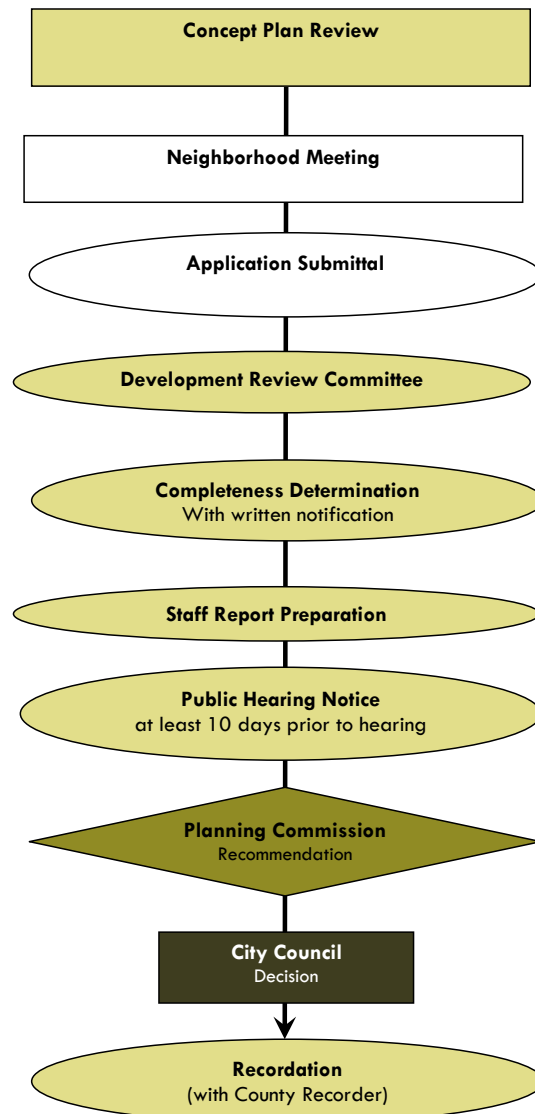 Concept Plan Review
Neighborhood Meeting
Application Submittal
Development Review Committee
Completeness Determination
With written notification
Staff Report Preparation
Public Hearing Notice
at least 10 days prior to hearing
Planning Commission
Recommendation
City Council
Decision
Recordation
(with County Recorder)